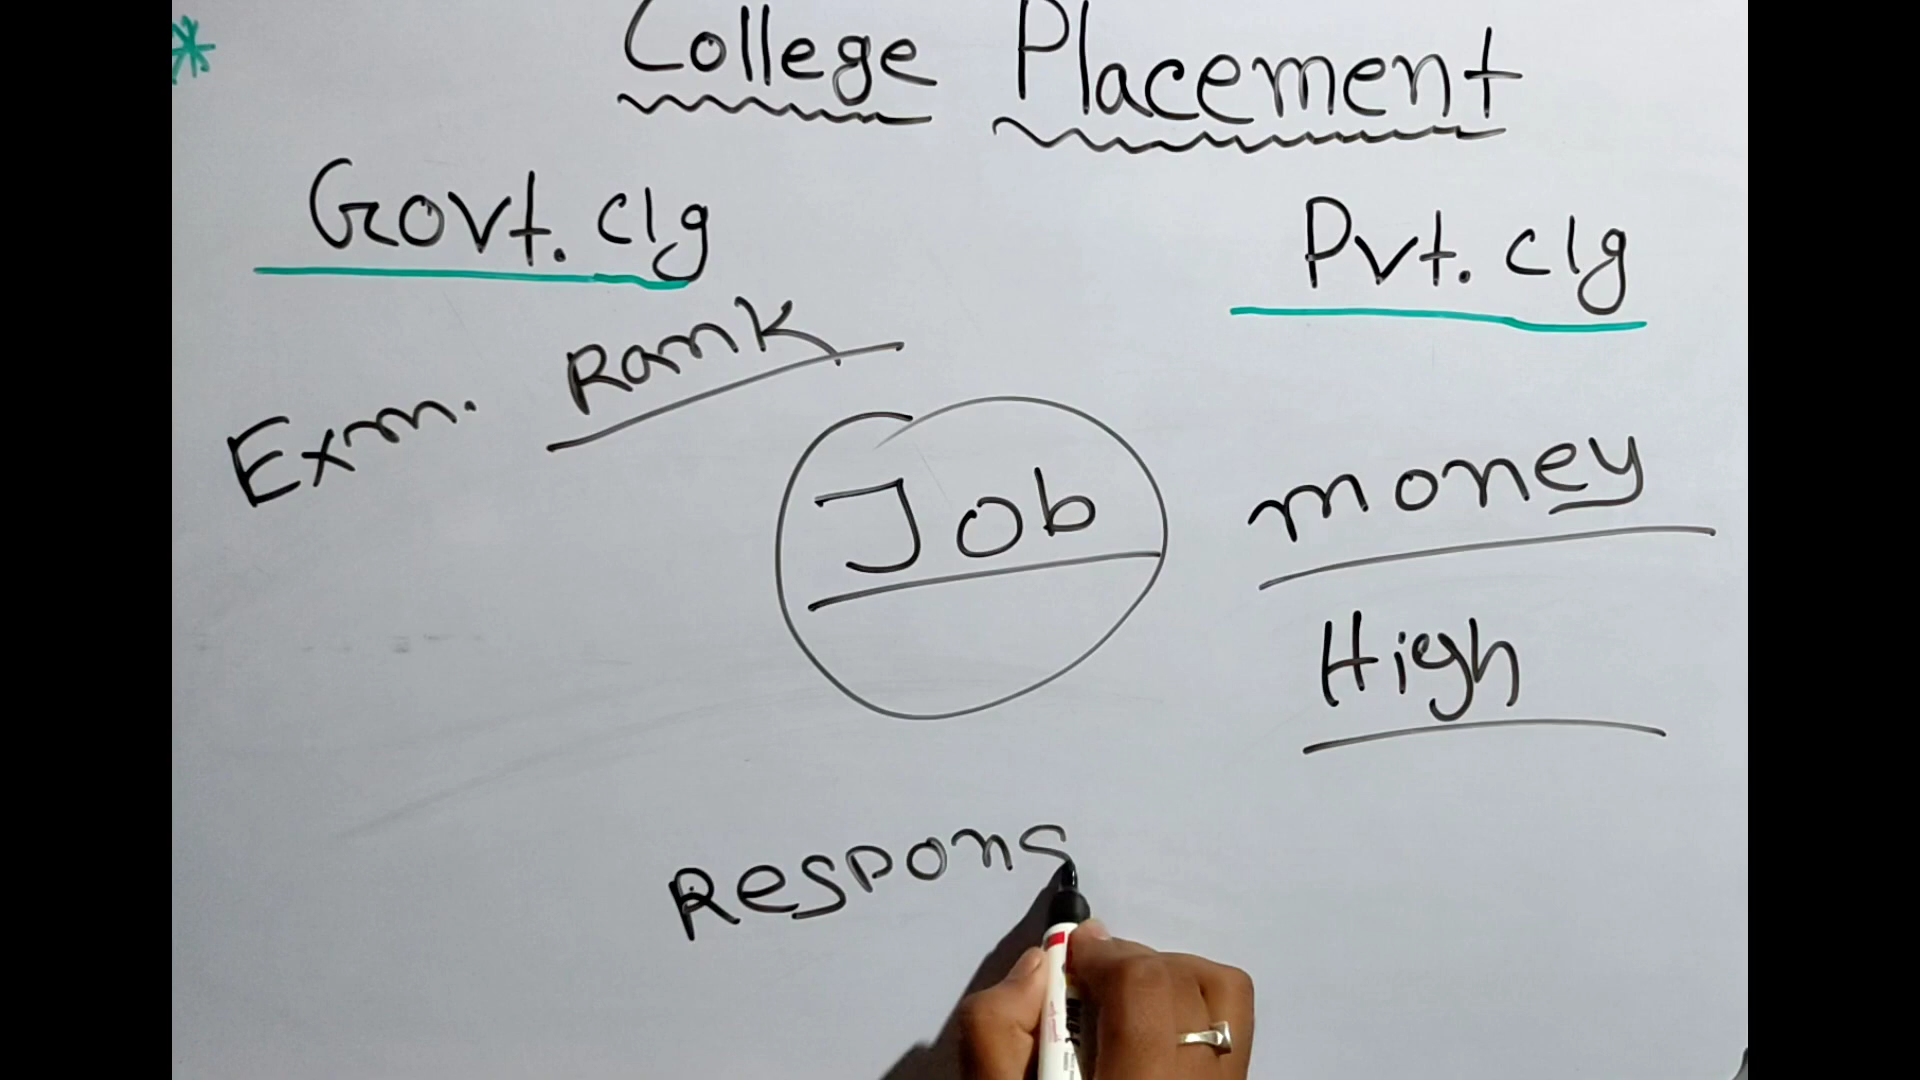 College Placement
Govt. clg
Pvt. clg
Exm. Rank
Job
money
High
Respons